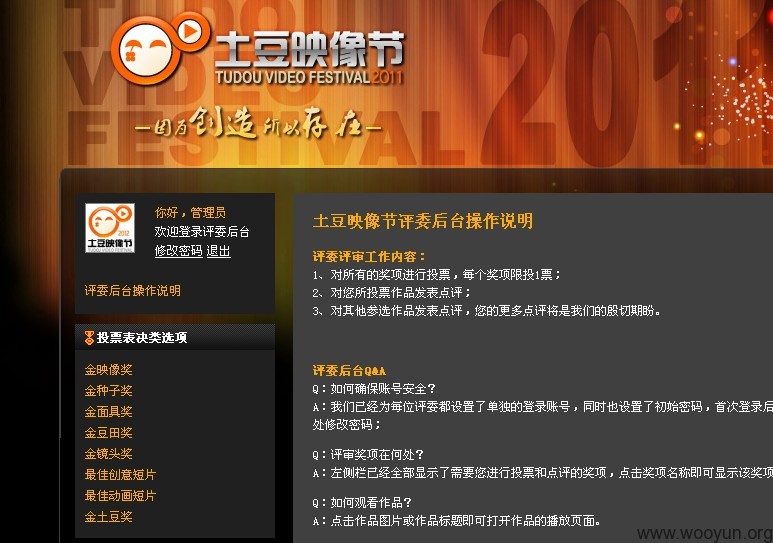 TUDOU
VIDEO
FESTIVAL 2011
土豆映像节
TUDOU VIDEO FESTIVAL 2011
因为创造所以存在
你好，管理员
欢迎登录评委后台
修改密码 退出
2012
土豆映像节
评委后台操作说明
投票表决类选项
金映像奖
金种子奖
金面具奖
金豆田奖
金镜头奖
最佳创意短片
最佳动画短片
金土豆奖
土豆映像节评委后台操作说明
评委评审工作内容：
1、对所有的奖项进行投票，每个奖项限投1票；
2、对您所投票作品发表点评；
3、对其他参选作品发表点评，您的更多点评将是我们的殷切期盼。
评委后台Q&A
Q：如何确保账号安全？
A：我们已经为每位评委都设置了单独的登录账号，同时也设置了初始密码，首次登录后
处修改密码；
Q：评审奖项在何处？
A：左侧栏已经全部显示了需要您进行投票和点评的奖项，点击奖项名称即可显示该奖项
Q：如何观看作品？
A：点击作品图片或作品标题即可打开作品的播放页面。
www.wooyun.org